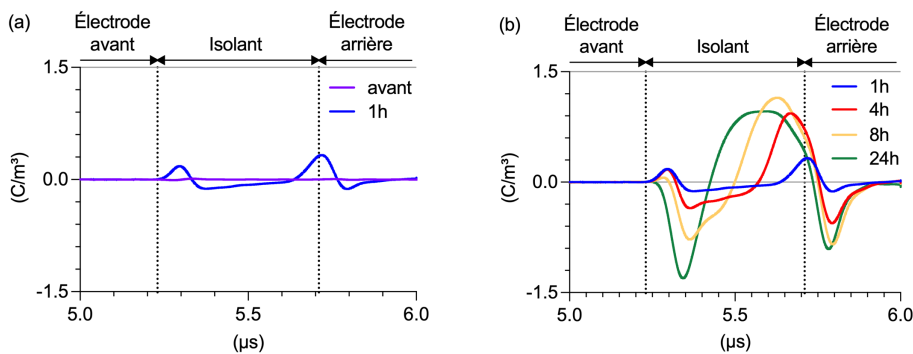 (a)
Électrode avant
Isolant
Électrode arrière
1.5
0.0
-1.5
(C/m³)
avant
1h
5.0
5.5
6.0
(µs)
(b)
Électrode avant
Isolant
Électrode arrière
1.5
0.0
-1.5
(C/m³)
1h
4h
8h
24h
5.0
5.5
6.0
(µs)